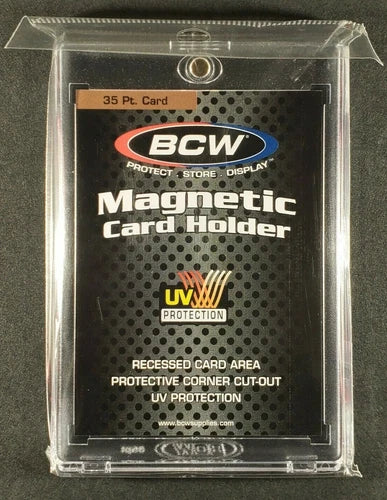 35 Pt. Card
BCW
PROTECT . STORE . DISPLAY™
Magnetic
Card Holder
UV
PROTECTION
RECESSED CARD AREA
PROTECTIVE CORNER CUT-OUT
UV PROTECTION
www.bcwsupplies.com